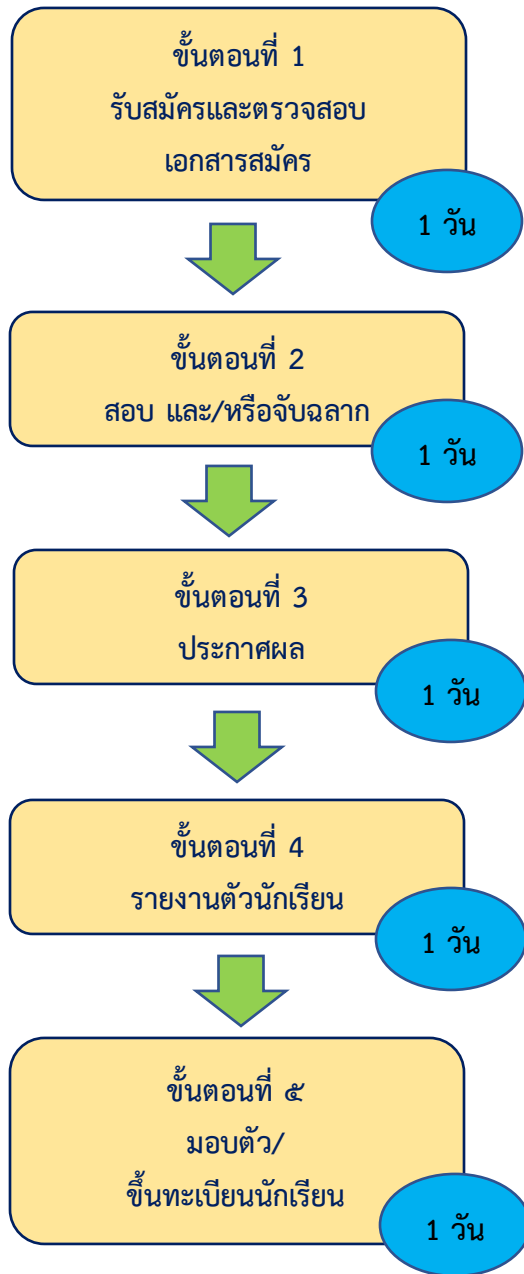 ขั้นตอนที่ 1
รับสมัครและตรวจสอบ
เอกสารสมัคร
1 วัน
ขั้นตอนที่ 2
สอบ และ/หรือจับฉลาก
1 วัน
ขั้นตอนที่ 3
ประกาศผล
1 วัน
ขั้นตอนที่ 4
รายงานตัวนักเรียน
1 วัน
ขั้นตอนที่ ๕
มอบตัว/
ขึ้นทะเบียนนักเรียน
1 วัน